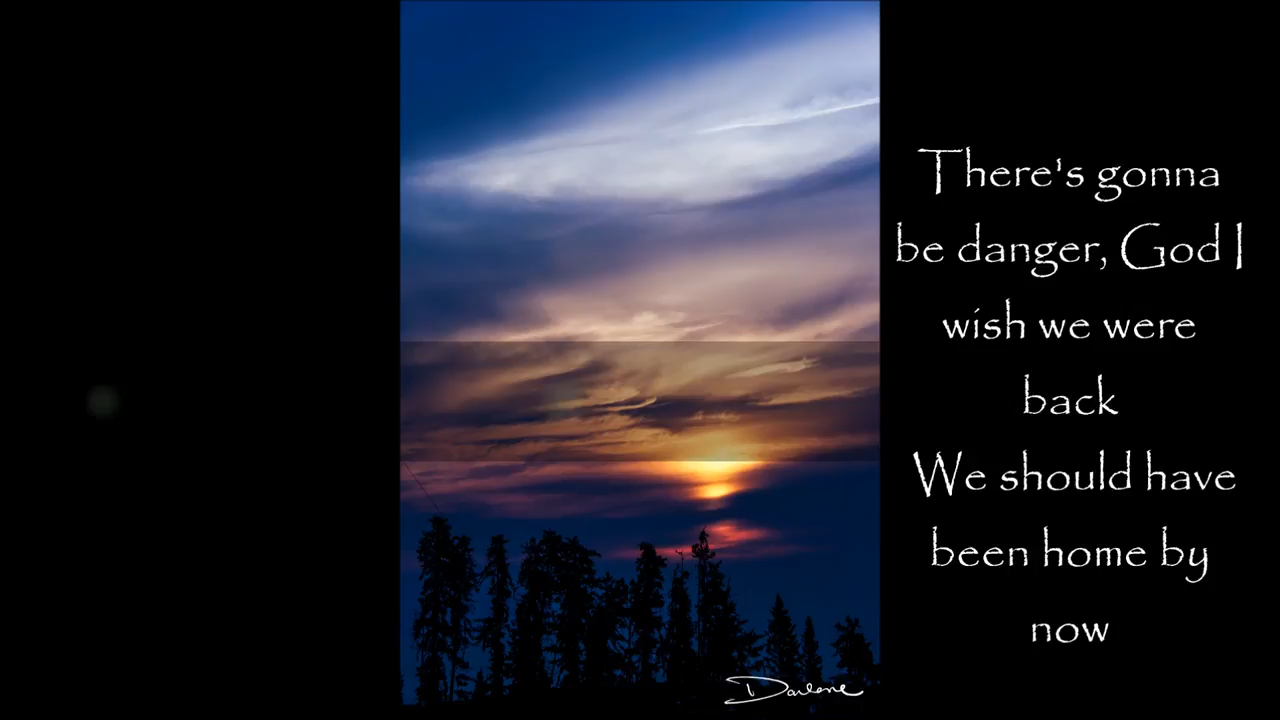 There's gonna
be danger, God I
wish we were
back
We should have
been home by
now
Darlene